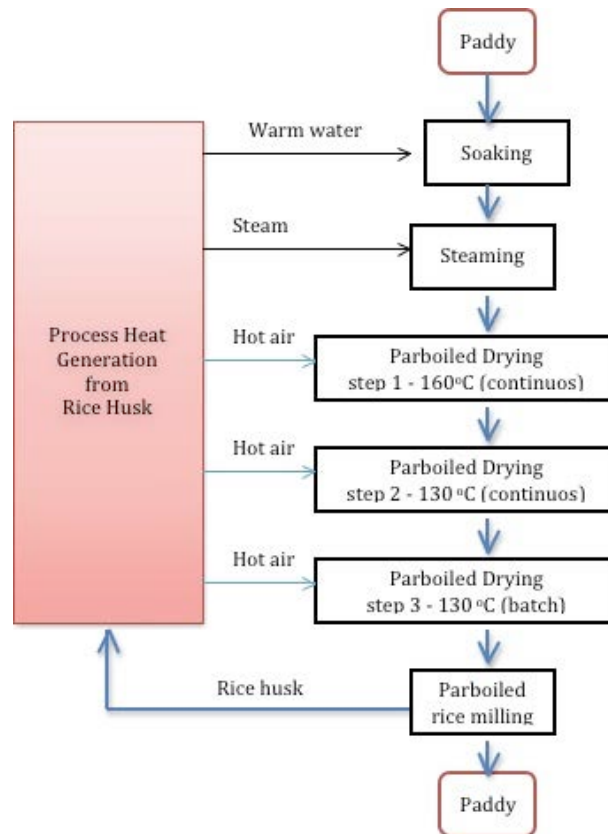 Paddy
Warm water
Soaking
Steam
Steaming
Process Heat
Generation
from
Rice Husk
Hot air
Parboiled Drying
step 1 - 160ºC (continuos)
Hot air
Parboiled Drying
step 2 - 130 ºC (continuos)
Hot air
Parboiled Drying
step 3 - 130 ºC (batch)
Rice husk
Parboiled
rice milling
Paddy